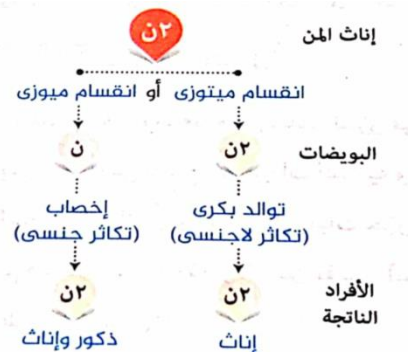 إناث المن
٢ن
انقسام ميتوزى أو انقسام ميوزى
البويضات
٢ن
ن
توالد بكرى
(تكاثر لاجنسى)
إخصاب
(تكاثر جنسى)
الأفراد
الناتجة
٢ن
٢ن
إناث
ذكور وإناث